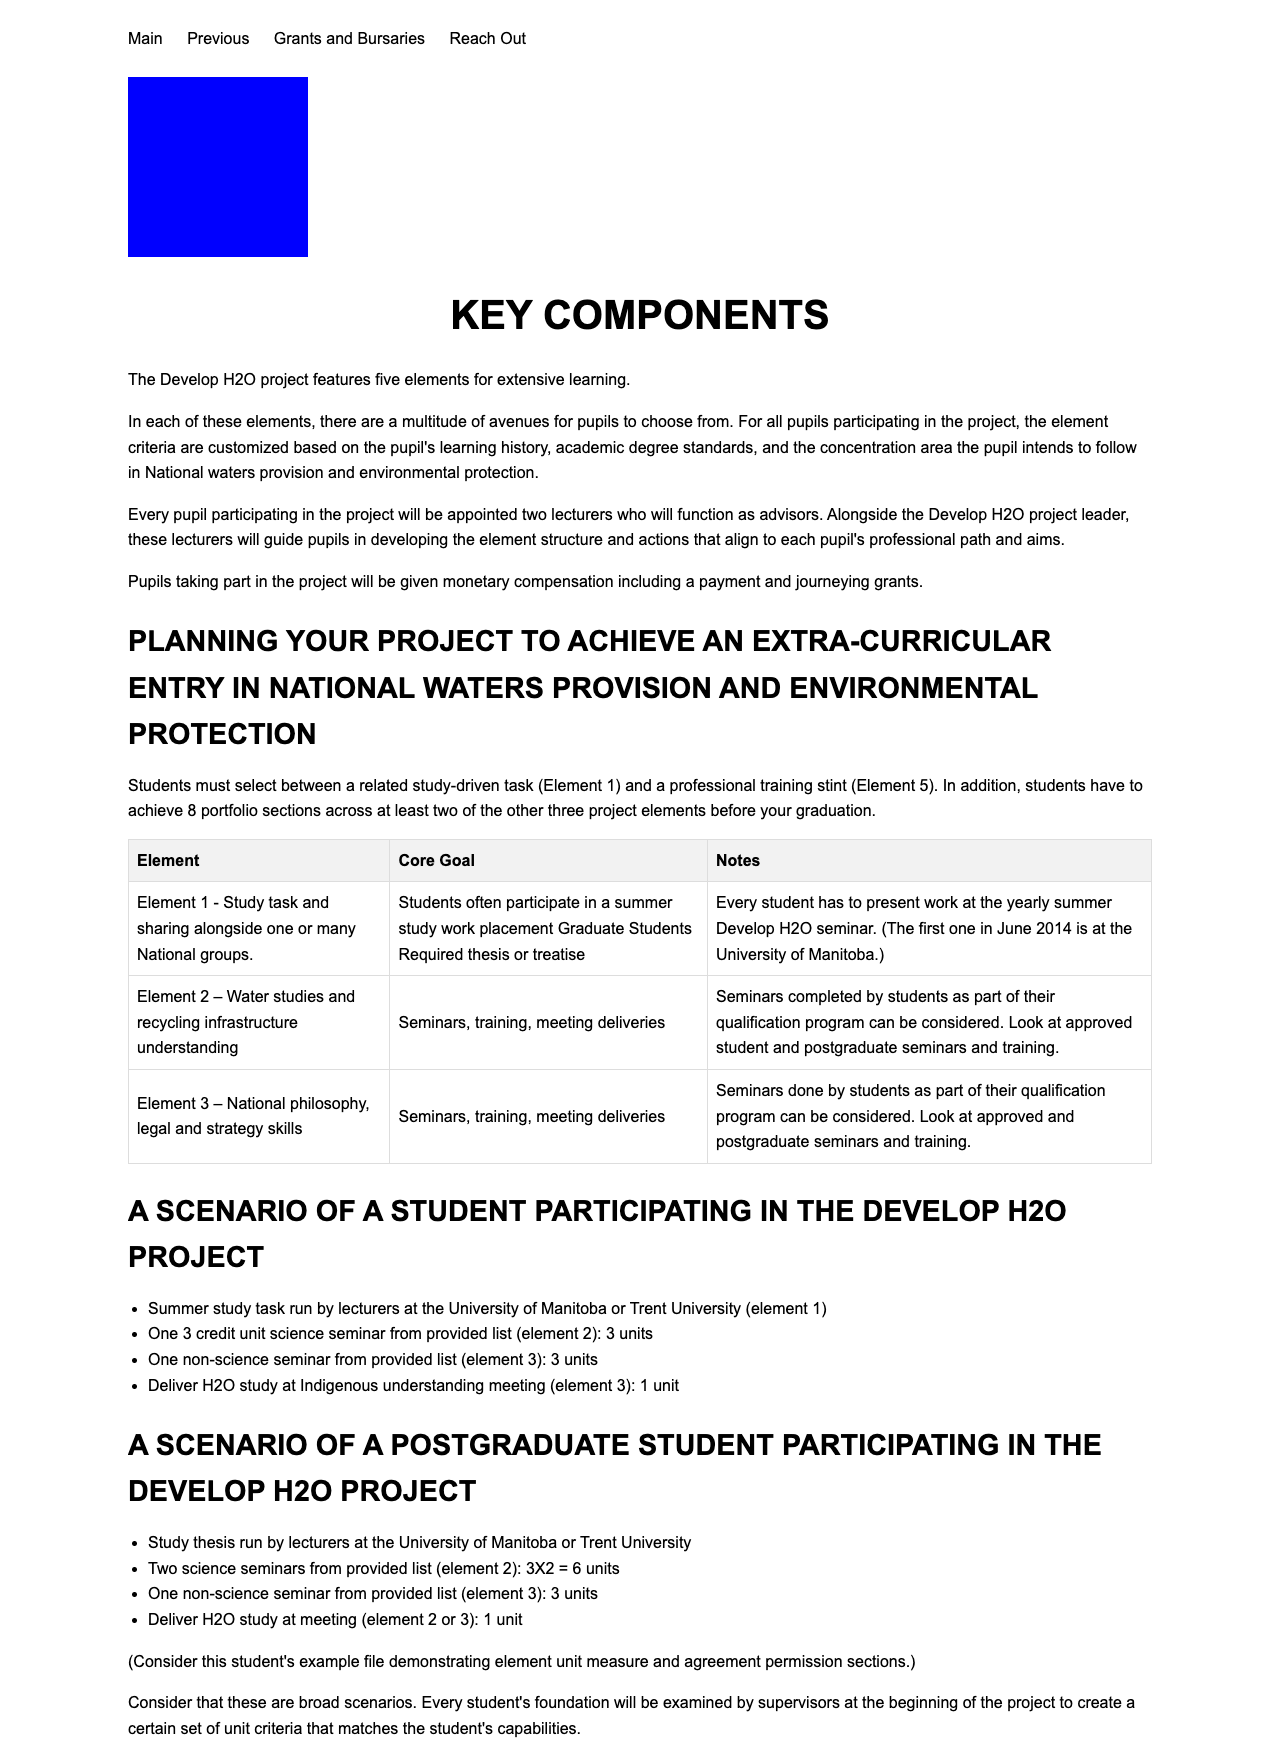 Main Previous Grants and Bursaries Reach Out
KEY COMPONENTS
The Develop H2O project features five elements for extensive learning.
In each of these elements, there are a multitude of avenues for pupils to choose from. For all pupils participating in the project, the element
criteria are customized based on the pupil's learning history, academic degree standards, and the concentration area the pupil intends to follow
in National waters provision and environmental protection.
Every pupil participating in the project will be appointed two lecturers who will function as advisors. Alongside the Develop H2O project leader,
these lecturers will guide pupils in developing the element structure and actions that align to each pupil's professional path and aims.
Pupils taking part in the project will be given monetary compensation including a payment and journeying grants.
PLANNING YOUR PROJECT TO ACHIEVE AN EXTRA-CURRICULAR
ENTRY IN NATIONAL WATERS PROVISION AND ENVIRONMENTAL
PROTECTION
Students must select between a related study-driven task (Element 1) and a professional training stint (Element 5). In addition, students have to
achieve 8 portfolio sections across at least two of the other three project elements before your graduation.
Element
Core Goal
Notes
Element 1 - Study task and
sharing alongside one or many
National groups.
Students often participate in a summer
study work placement Graduate Students
Required thesis or treatise
Every student has to present work at the yearly summer
Develop H2O seminar. (The first one in June 2014 is at the
University of Manitoba.)
Element 2 – Water studies and
recycling infrastructure
understanding
Seminars, training, meeting deliveries
Seminars completed by students as part of their
qualification program can be considered. Look at approved
student and postgraduate seminars and training.
Element 3 – National philosophy,
legal and strategy skills
Seminars, training, meeting deliveries
Seminars done by students as part of their qualification
program can be considered. Look at approved and
postgraduate seminars and training.
A SCENARIO OF A STUDENT PARTICIPATING IN THE DEVELOP H2O
PROJECT
• Summer study task run by lecturers at the University of Manitoba or Trent University (element 1)
• One 3 credit unit science seminar from provided list (element 2): 3 units
• One non-science seminar from provided list (element 3): 3 units
• Deliver H2O study at Indigenous understanding meeting (element 3): 1 unit
A SCENARIO OF A POSTGRADUATE STUDENT PARTICIPATING IN THE
DEVELOP H2O PROJECT
• Study thesis run by lecturers at the University of Manitoba or Trent University
• Two science seminars from provided list (element 2): 3X2 = 6 units
• One non-science seminar from provided list (element 3): 3 units
• Deliver H2O study at meeting (element 2 or 3): 1 unit
(Consider this student's example file demonstrating element unit measure and agreement permission sections.)
Consider that these are broad scenarios. Every student's foundation will be examined by supervisors at the beginning of the project to create a
certain set of unit criteria that matches the student's capabilities.